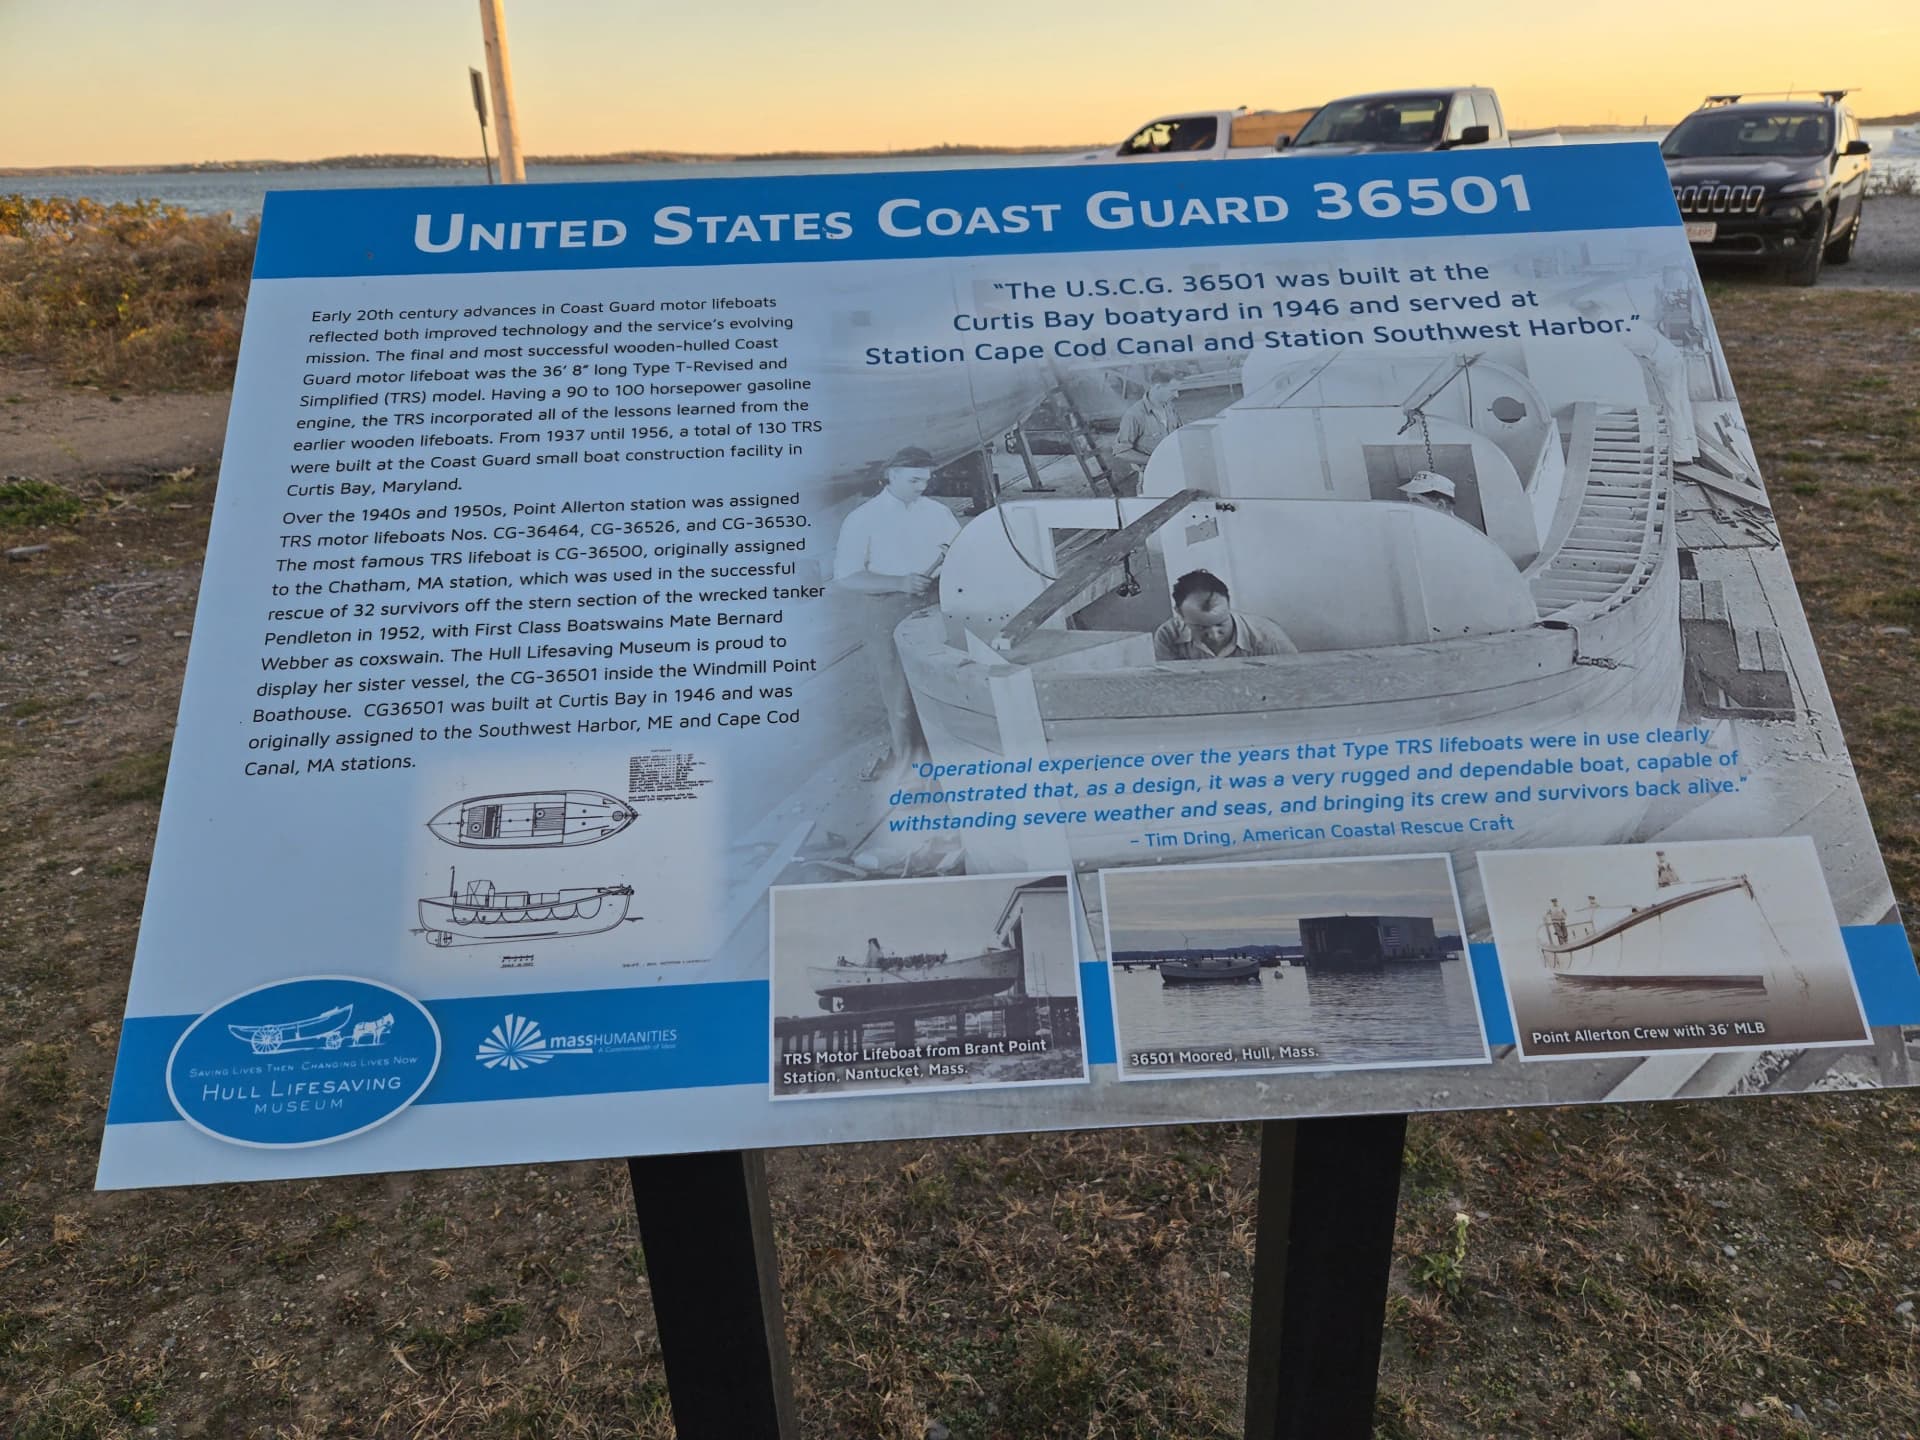 United States Coast Guard 36501
Early 20th century advances in Coast Guard motor lifeboats
reflected both improved technology and the service's evolving
mission. The final and most successful wooden-hulled Coast
Guard motor lifeboat was the 36' 8" long Type T-Revised and
Simplified (TRS) model. Having a 90 to 100 horsepower gasoline
engine, the TRS incorporated all of the lessons learned from the
earlier wooden lifeboats. From 1937 until 1956, a total of 130 TRS
were built at the Coast Guard small boat construction facility in
Curtis Bay, Maryland.
Over the 1940s and 1950s, Point Allerton station was assigned
TRS motor lifeboats Nos. CG-36464, CG-36526, and CG-36530.
The most famous TRS lifeboat is CG-36500, originally assigned
to the Chatham, MA station, which was used in the successful
rescue of 32 survivors off the stern section of the wrecked tanker
Pendleton in 1952, with First Class Boatswains Mate Bernard
Webber as coxswain. The Hull Lifesaving Museum is proud to
display her sister vessel, the CG-36501 inside the Windmill Point
Boathouse. CG36501 was built at Curtis Bay in 1946 and was
originally assigned to the Southwest Harbor, ME and Cape Cod
Canal, MA stations.
"The U.S.C.G. 36501 was built at the
Curtis Bay boatyard in 1946 and served at
Station Cape Cod Canal and Station Southwest Harbor."
"Operational experience over the years that Type TRS lifeboats were in use clearly
demonstrated that, as a design, it was a very rugged and dependable boat, capable of
withstanding severe weather and seas, and bringing its crew and survivors back alive."
– Tim Dring, American Coastal Rescue Craft
Saving Lives Then Changing Lives Now
Hull Lifesaving
Museum
massHumanities
A Commonwealth of Ideas
TRS Motor Lifeboat from Brant Point
Station, Nantucket, Mass.
36501 Moored, Hull, Mass.
Point Allerton Crew with 36' MLB
Jeep